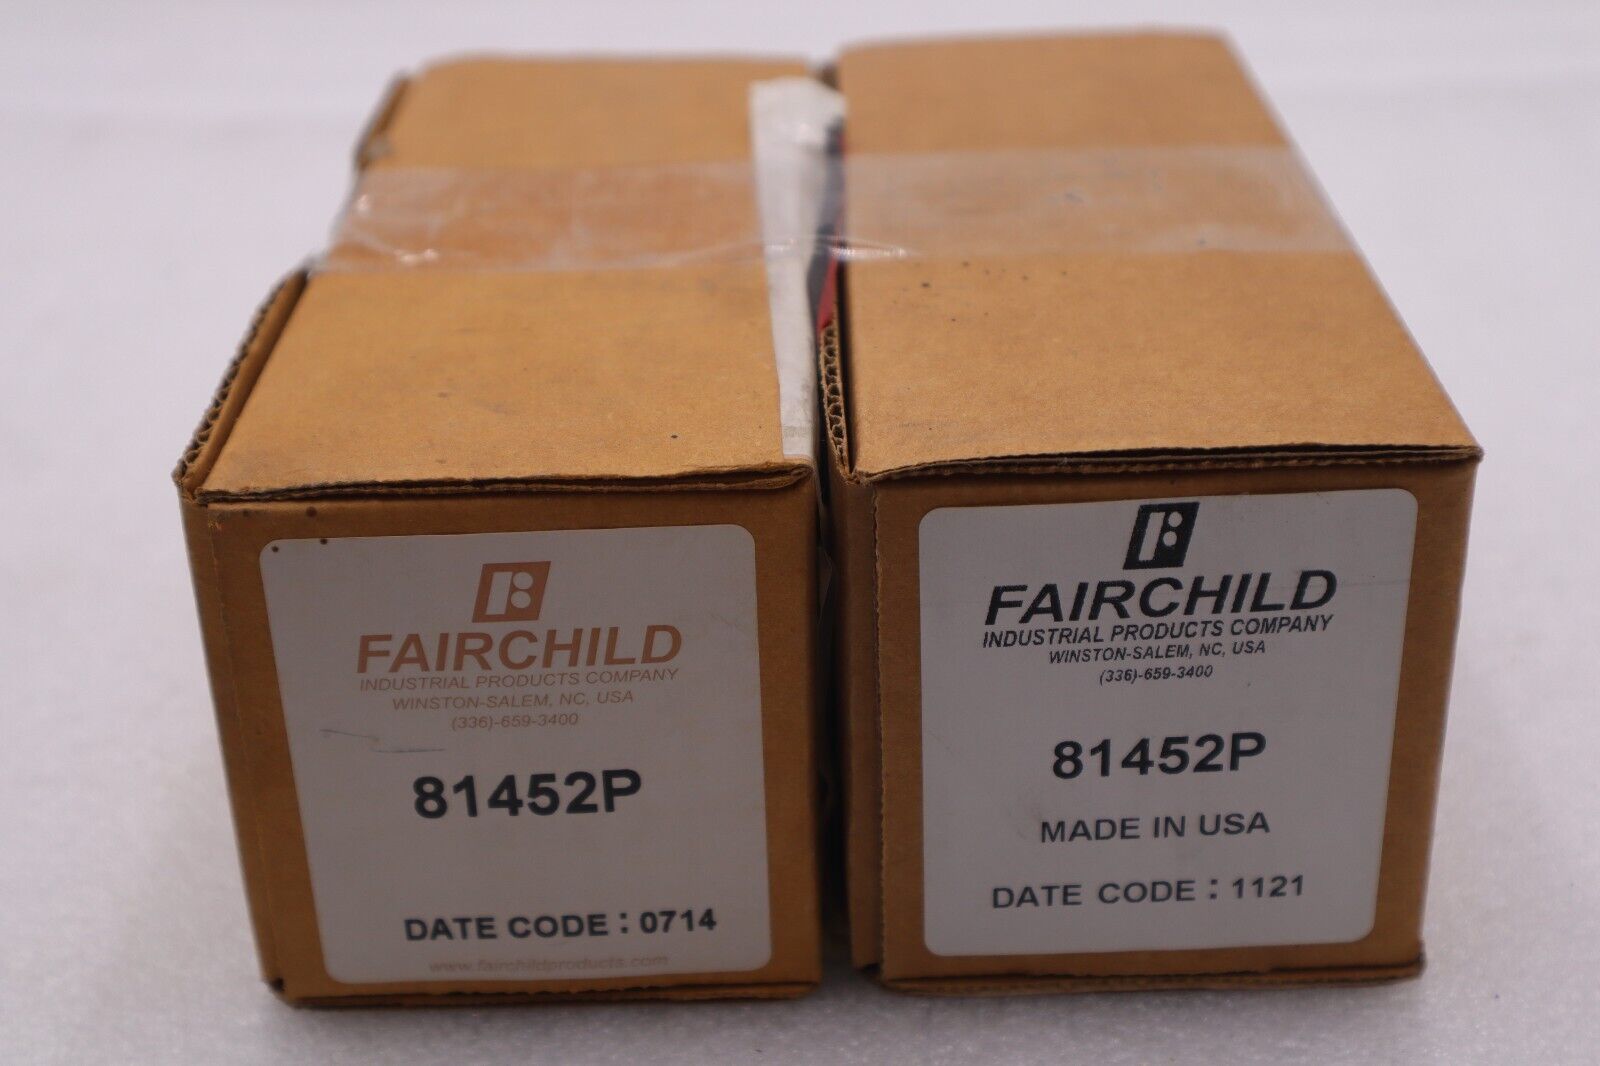 FAIRCHILD
INDUSTRIAL PRODUCTS COMPANY
WINSTON-SALEM, NC, USA
(336)-659-3400
81452P
DATE CODE : 0714
www.fairchildproducts.com
FAIRCHILD
INDUSTRIAL PRODUCTS COMPANY
WINSTON-SALEM, NC, USA
(336)-659-3400
81452P
MADE IN USA
DATE CODE : 1121